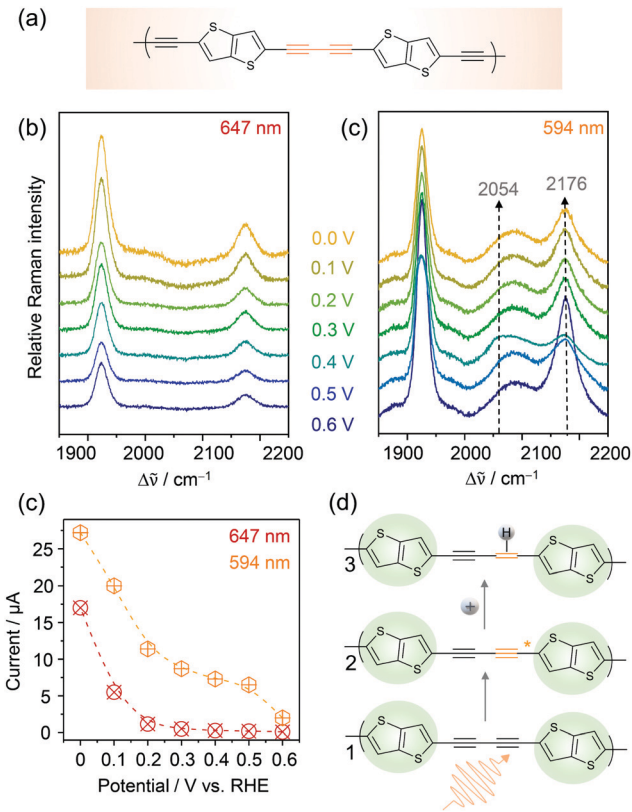 (a)
S S S S
(b) 647 nm
(c) 594 nm
2054 2176
Relative Raman intensity
0.0 V
0.1 V
0.2 V
0.3 V
0.4 V
0.5 V
0.6 V
1900 2000 2100 2200
1900 2000 2100 2200
Δν̃ / cm⁻¹
Δν̃ / cm⁻¹
(c)
647 nm
594 nm
Current / µA
25
20
15
10
5
0
0 0.1 0.2 0.3 0.4 0.5 0.6
Potential / V vs. RHE
(d)
H
S S S S
3
+
S S * S S
2
S S S S
1